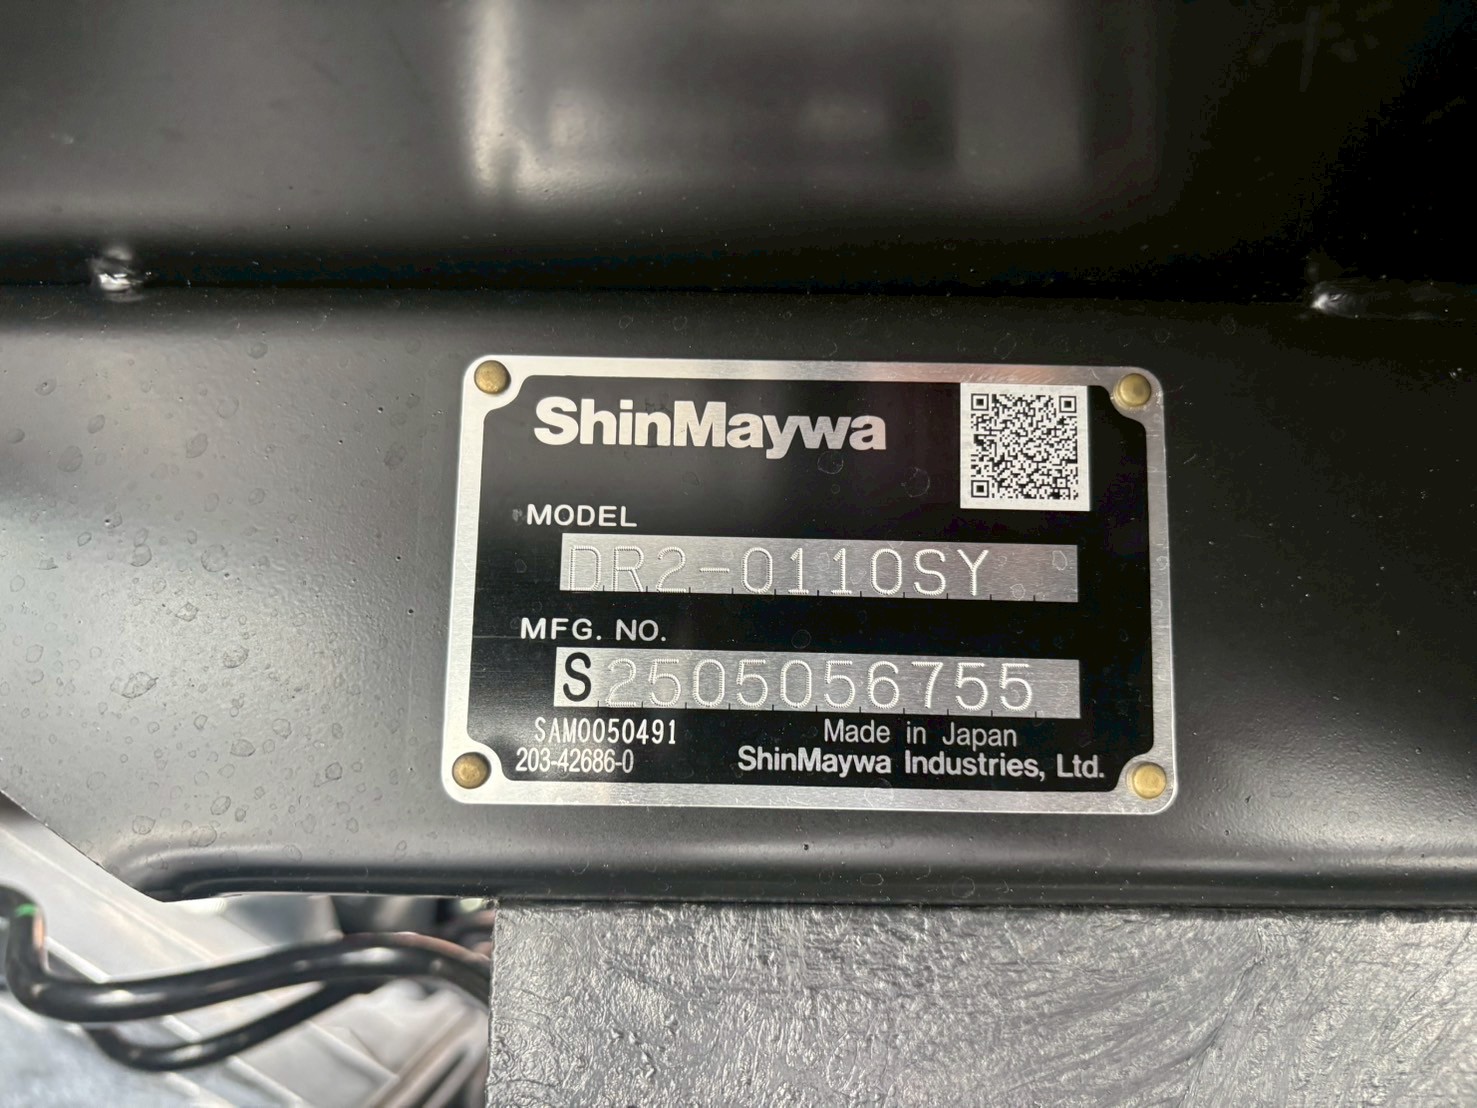 ShinMaywa
MODEL
DR2-0110SY
MFG. NO.
S2505056755
SAM0050491
Made in Japan
203-42686-0
ShinMaywa Industries, Ltd.